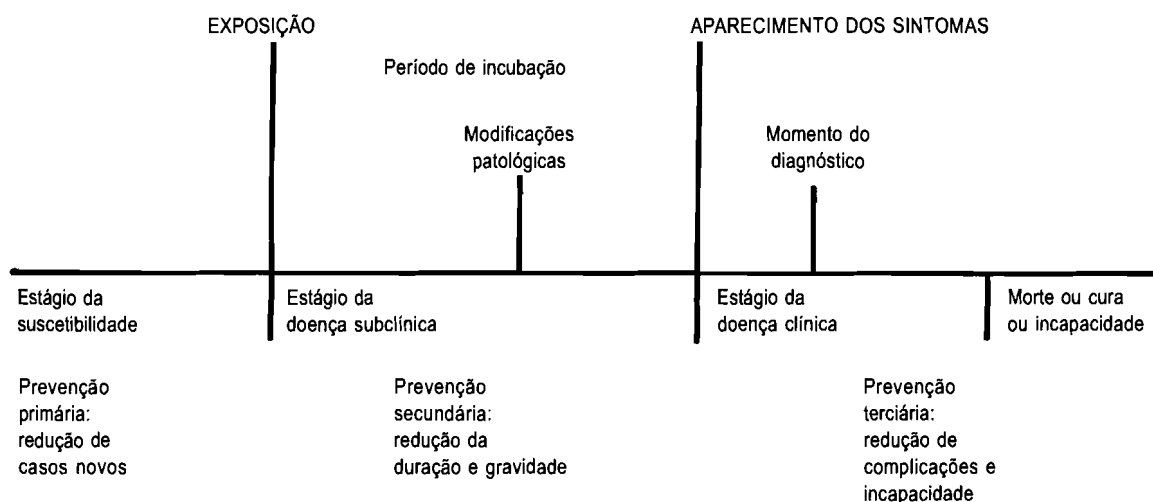 EXPOSIÇÃO
APARECIMENTO DOS SINTOMAS
Período de incubação
Modificações
patológicas
Momento do
diagnóstico
Estágio da
suscetibilidade
Estágio da
doença subclínica
Estágio da
doença clínica
Morte ou cura
ou incapacidade
Prevenção
primária:
redução de
casos novos
Prevenção
secundária:
redução da
duração e gravidade
Prevenção
terciária:
redução de
complicações e
incapacidade